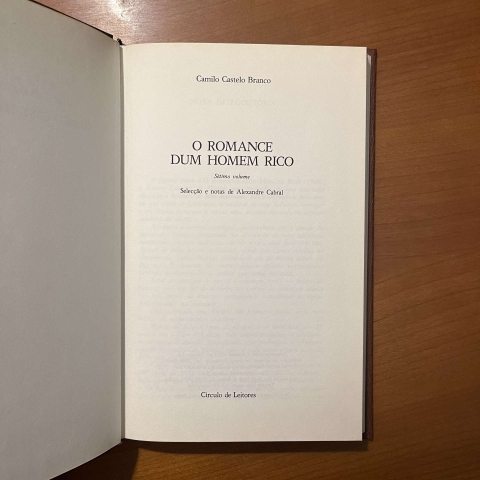 Camilo Castelo Branco
O ROMANCE
DUM HOMEM RICO
Sétimo volume
Selecção e notas de Alexandre Cabral
Círculo de Leitores